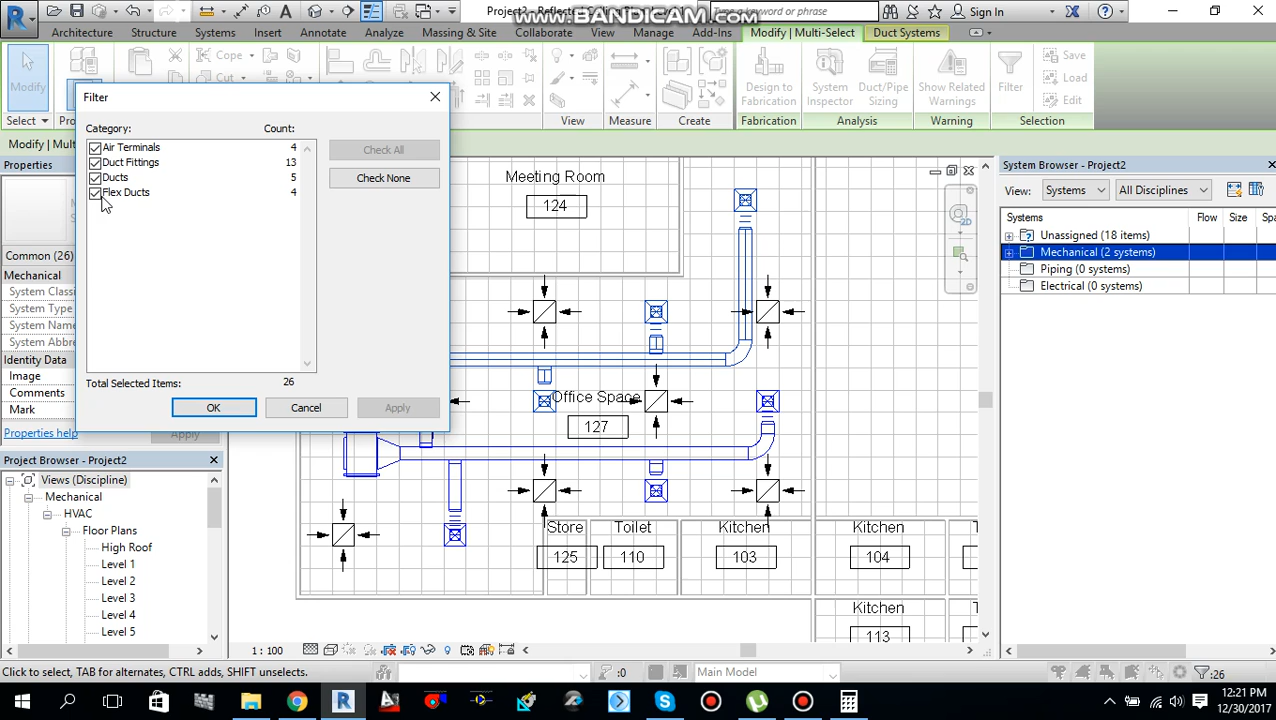 Project2 - Reflected Ceiling Plan
www.BANDICAM.com
Type a keyword or phrase
Sign In
Architecture Structure Systems Insert Annotate Analyze Massing & Site Collaborate View Manage Add-Ins Modify | Multi-Select Duct Systems
Modify
Cope
Cut
Design to Fabrication
System Inspector
Duct/Pipe Sizing
Show Related Warnings
Filter
Save
Load
Edit
Select
View Measure Create Fabrication Analysis Warning Selection
Filter
Category: Count:
Air Terminals 4
Duct Fittings 13
Ducts 5
Flex Ducts 4
Check All
Check None
Total Selected Items: 26
OK Cancel Apply
Properties
Common (26)
Mechanical
System Class
System Type
System Name
System Abbre
Identity Data
Image
Comments
Mark
Properties help
Apply
Project Browser - Project2
Views (Discipline)
Mechanical
HVAC
Floor Plans
High Roof
Level 1
Level 2
Level 3
Level 4
Level 5
Meeting Room
124
Office Space
127
Store
125
Toilet
110
Kitchen
103
Kitchen
104
Kitchen
113
2D
System Browser - Project2
View: Systems All Disciplines
Systems Flow Size Spa
Unassigned (18 items)
Mechanical (2 systems)
Piping (0 systems)
Electrical (0 systems)
1 : 100
Click to select, TAB for alternates, CTRL adds, SHIFT unselects.
:0
Main Model
:26
12:21 PM
12/30/2017